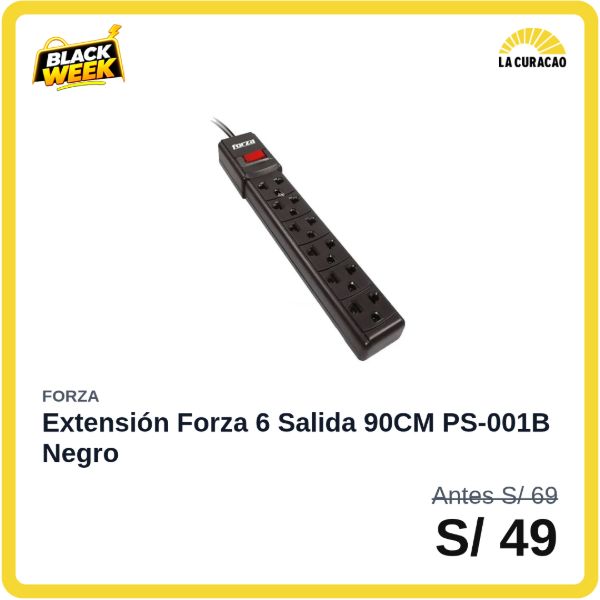 BLACK
WEEK
LA CURACAO
forza
FORZA
Extensión Forza 6 Salida 90CM PS-001B
Negro
Antes S/ 69
S/ 49